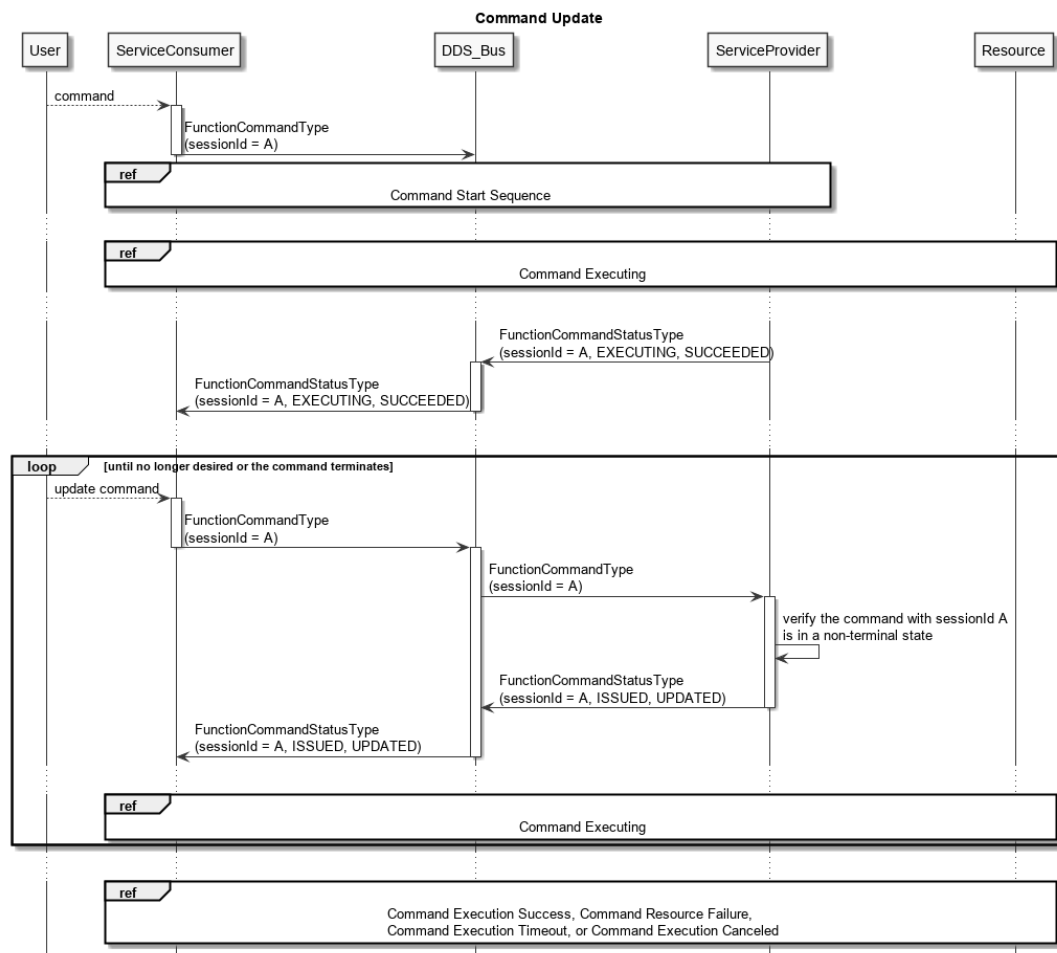 Command Update
User
ServiceConsumer
DDS_Bus
ServiceProvider
Resource
command
FunctionCommandType
(sessionId = A)
ref
Command Start Sequence
ref
Command Executing
FunctionCommandStatusType
(sessionId = A, EXECUTING, SUCCEEDED)
FunctionCommandStatusType
(sessionId = A, EXECUTING, SUCCEEDED)
loop
[until no longer desired or the command terminates]
update command
FunctionCommandType
(sessionId = A)
FunctionCommandType
(sessionId = A)
verify the command with sessionId A
is in a non-terminal state
FunctionCommandStatusType
(sessionId = A, ISSUED, UPDATED)
FunctionCommandStatusType
(sessionId = A, ISSUED, UPDATED)
ref
Command Executing
ref
Command Execution Success, Command Resource Failure,
Command Execution Timeout, or Command Execution Canceled